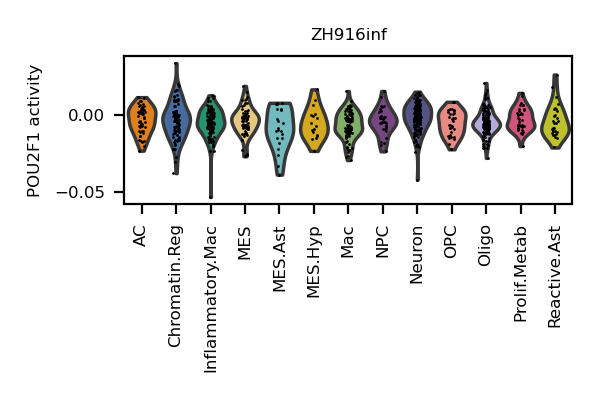 ZH916inf
POU2F1 activity
0.00
−0.05
AC
Chromatin.Reg
Inflammatory.Mac
MES
MES.Ast
MES.Hyp
Mac
NPC
Neuron
OPC
Oligo
Prolif.Metab
Reactive.Ast